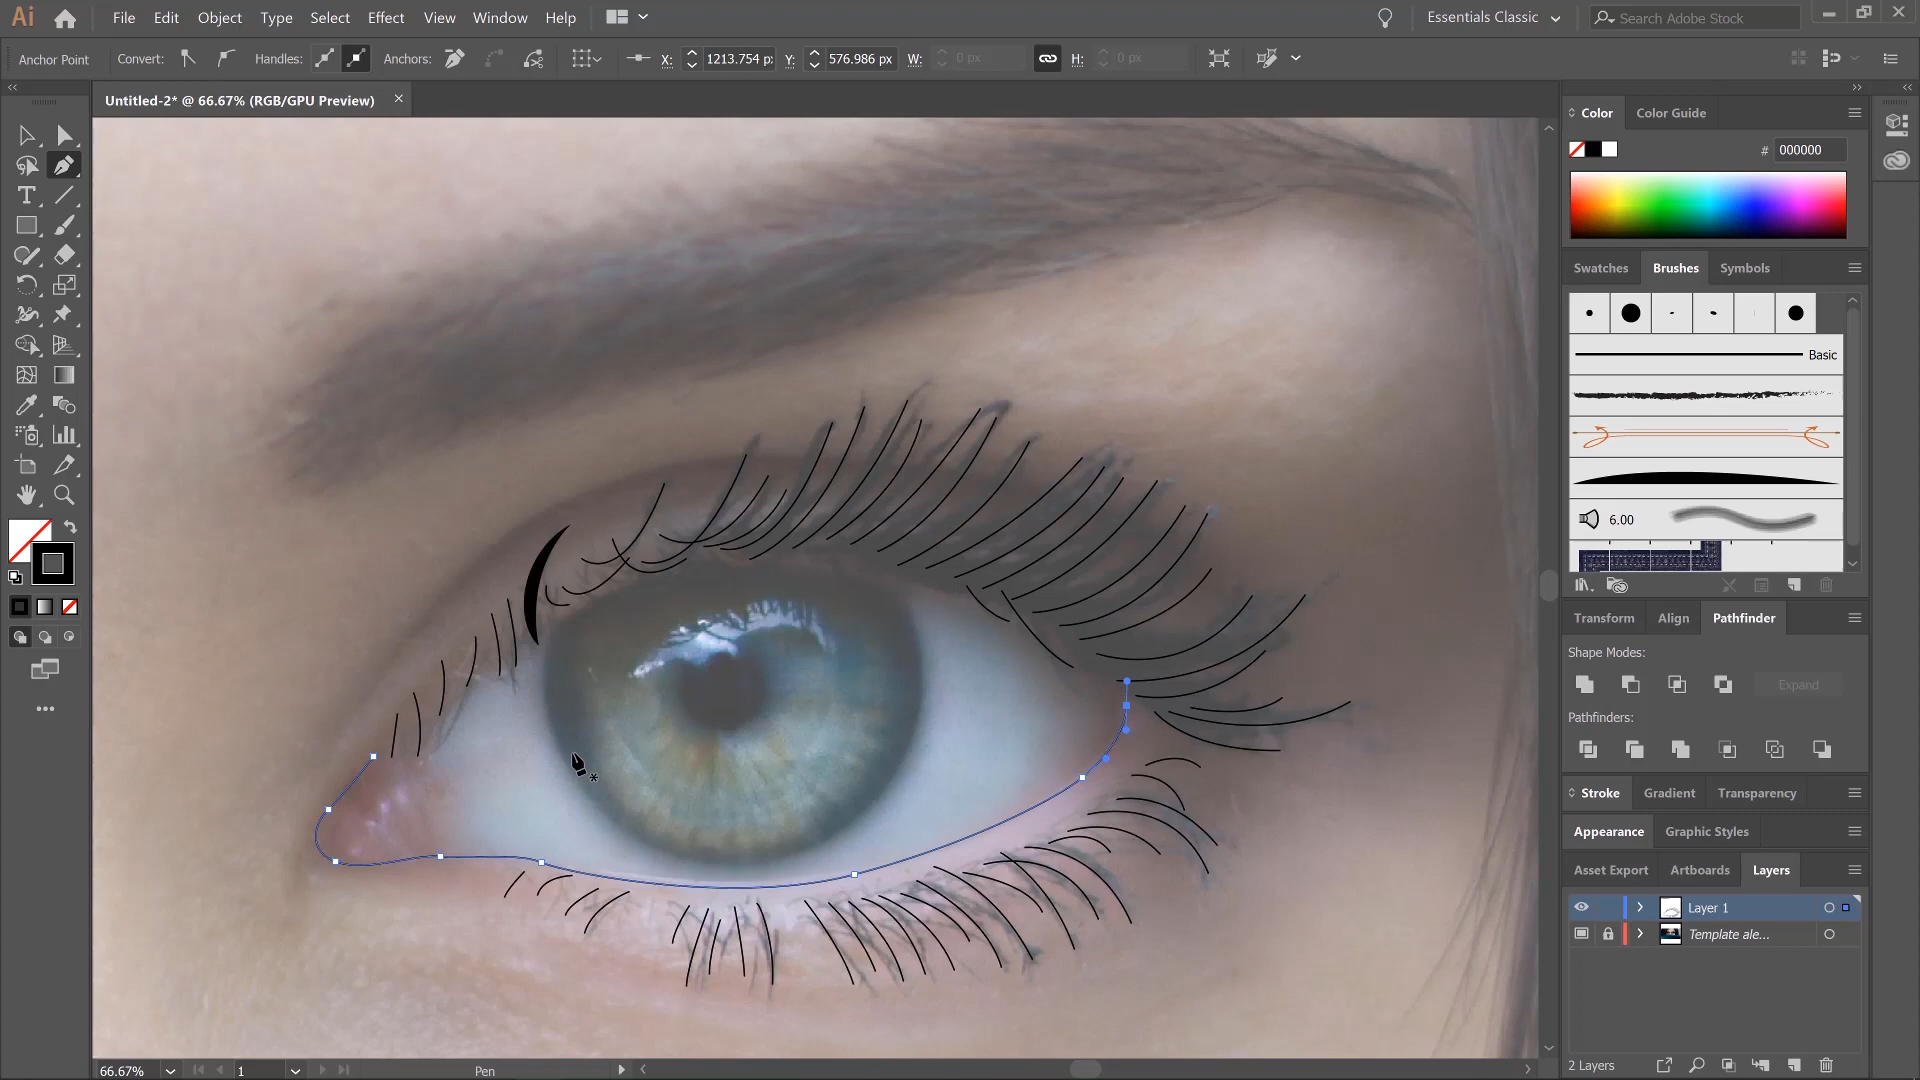 Ai File Edit Object Type Select Effect View Window Help Essentials Classic Search Adobe Stock
Anchor Point Convert: Handles: Anchors: X: 1213.754 p: Y: 576.986 px W: 0 px H: 0 px
Untitled-2* @ 66.67% (RGB/GPU Preview)
Color Color Guide
# 000000
Swatches Brushes Symbols
Basic
6.00
Transform Align Pathfinder
Shape Modes:
Expand
Pathfinders:
Stroke Gradient Transparency
Appearance Graphic Styles
Asset Export Artboards Layers
Layer 1
Template ale...
2 Layers
66.67% 1 Pen